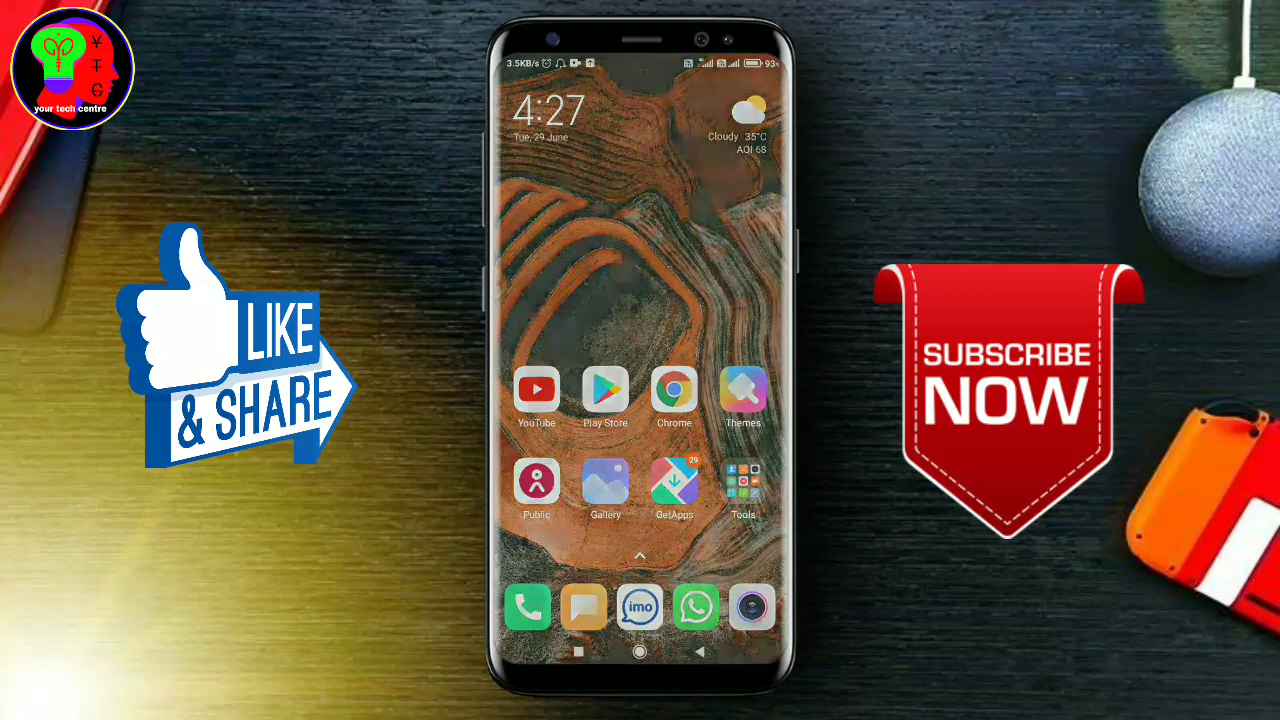 ¥
T
C
your tech centre
3.5KB/s
93
4:27
Tue, 29 June
Cloudy 35°C
AQI 68
LIKE
& SHARE
SUBSCRIBE
NOW
YouTube
Play Store
Chrome
Themes
29
Public
Gallery
GetApps
Tools
imo